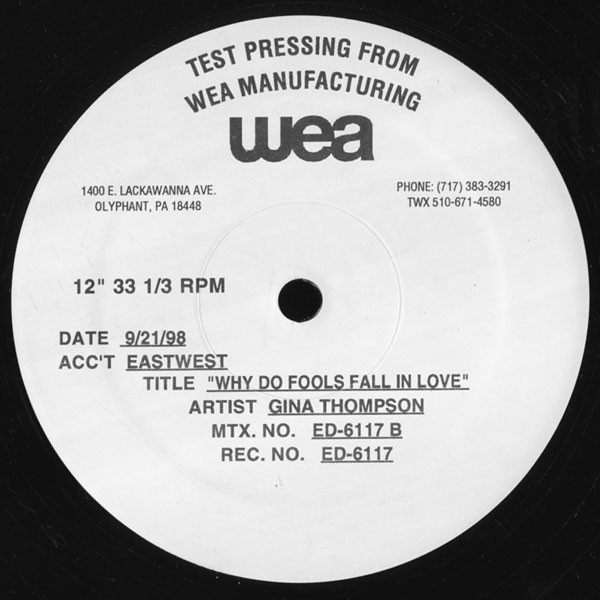 TEST PRESSING FROM
WEA MANUFACTURING
wea
1400 E. LACKAWANNA AVE.
OLYPHANT, PA 18448
PHONE: (717) 383-3291
TWX 510-671-4580
12" 33 1/3 RPM
DATE 9/21/98
ACC'T EASTWEST
TITLE "WHY DO FOOLS FALL IN LOVE"
ARTIST GINA THOMPSON
MTX. NO. ED-6117 B
REC. NO. ED-6117